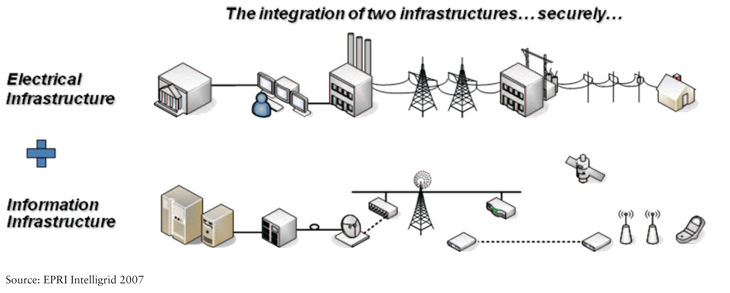 The integration of two infrastructures... securely...
Electrical
Infrastructure
Information
Infrastructure
Source: EPRI Intelligrid 2007